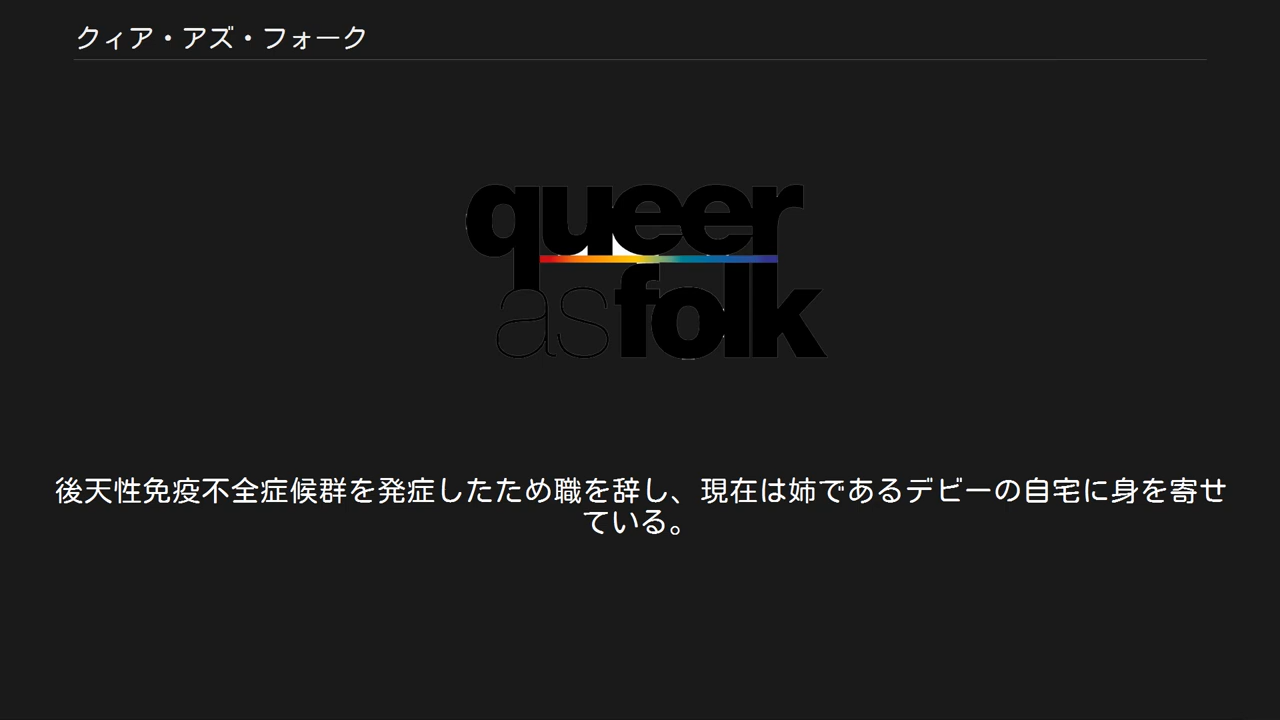 クィア・アズ・フォーク
queer
as folk
後天性免疫不全症候群を発症したため職を辞し、現在は姉であるデビーの自宅に身を寄せ
ている。